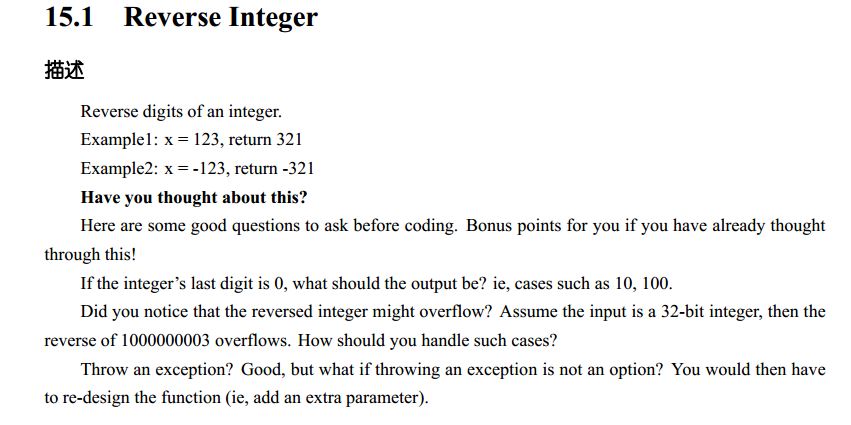 15.1 Reverse Integer
描述
Reverse digits of an integer.
Example1: x = 123, return 321
Example2: x = -123, return -321
Have you thought about this?
Here are some good questions to ask before coding. Bonus points for you if you have already thought
through this!
If the integer’s last digit is 0, what should the output be? ie, cases such as 10, 100.
Did you notice that the reversed integer might overflow? Assume the input is a 32-bit integer, then the
reverse of 1000000003 overflows. How should you handle such cases?
Throw an exception? Good, but what if throwing an exception is not an option? You would then have
to re-design the function (ie, add an extra parameter).